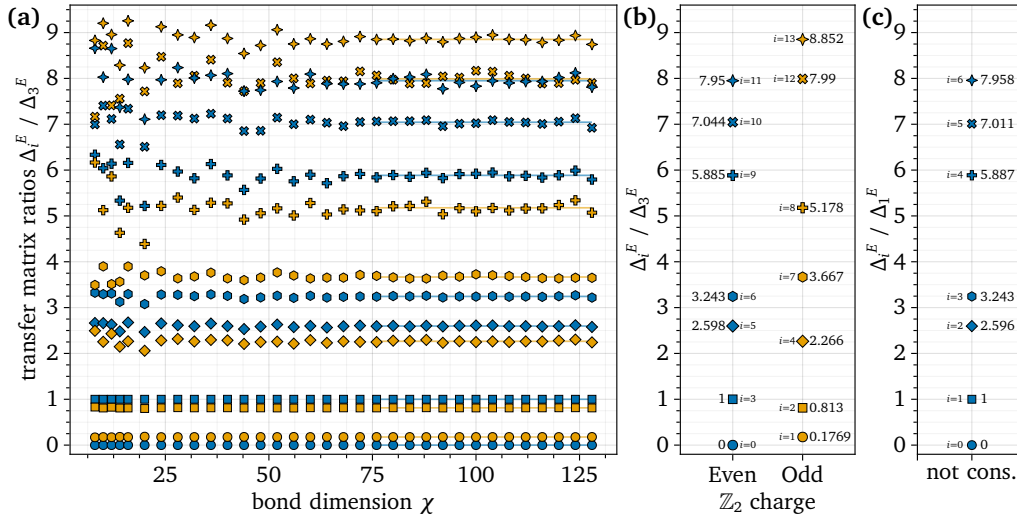 (a)
transfer matrix ratios Δ_i^E / Δ_3^E
9
8
7
6
5
4
3
2
1
0
25
50
75
100
125
bond dimension χ
(b)
Δ_i^E / Δ_3^E
9
8
7
6
5
4
3
2
1
0
i=13 8.852
7.95 i=11
i=12 7.99
7.044 i=10
5.885 i=9
i=8 5.178
i=7 3.667
3.243 i=6
2.598 i=5
i=4 2.266
1 i=3
i=2 0.813
i=1 0.1769
0 i=0
Even
Odd
ℤ₂ charge
(c)
Δ_i^E / Δ_1^E
9
8
7
6
5
4
3
2
1
0
i=6 7.958
i=5 7.011
i=4 5.887
i=3 3.243
i=2 2.596
i=1 1
i=0 0
not cons.